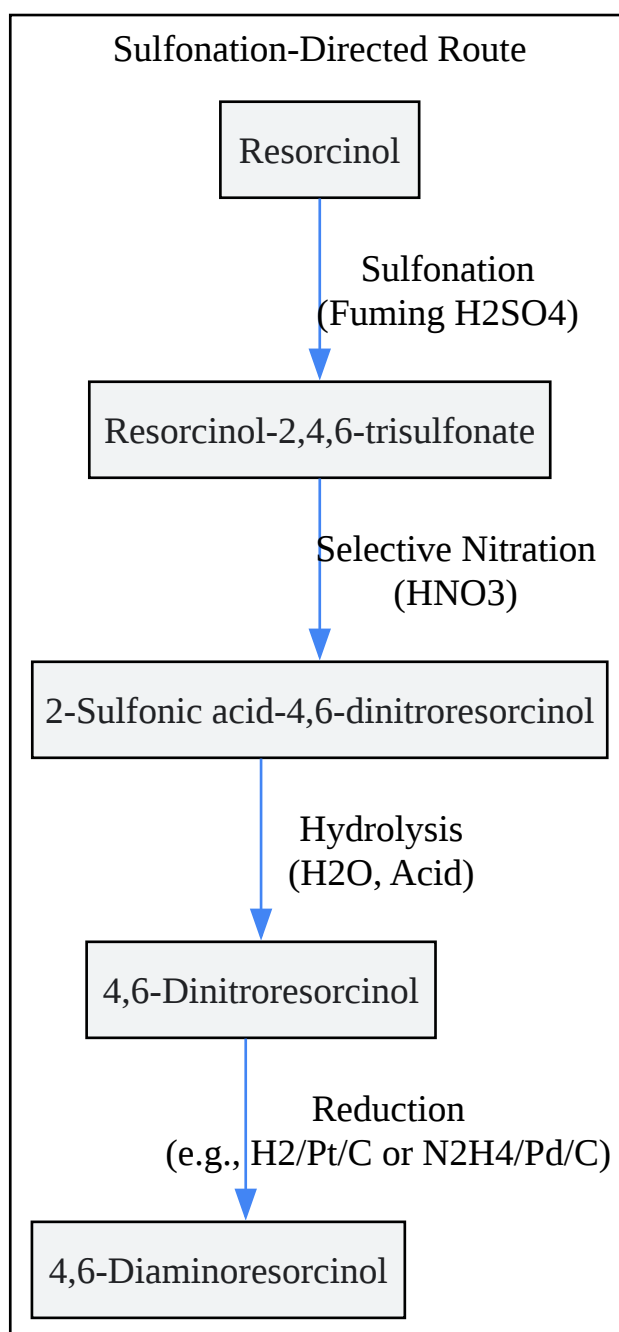 Sulfonation-Directed Route
Resorcinol
Sulfonation
(Fuming H2SO4)
Resorcinol-2,4,6-trisulfonate
Selective Nitration
(HNO3)
2-Sulfonic acid-4,6-dinitroresorcinol
Hydrolysis
(H2O, Acid)
4,6-Dinitroresorcinol
Reduction
(e.g., H2/Pt/C or N2H4/Pd/C)
4,6-Diaminoresorcinol